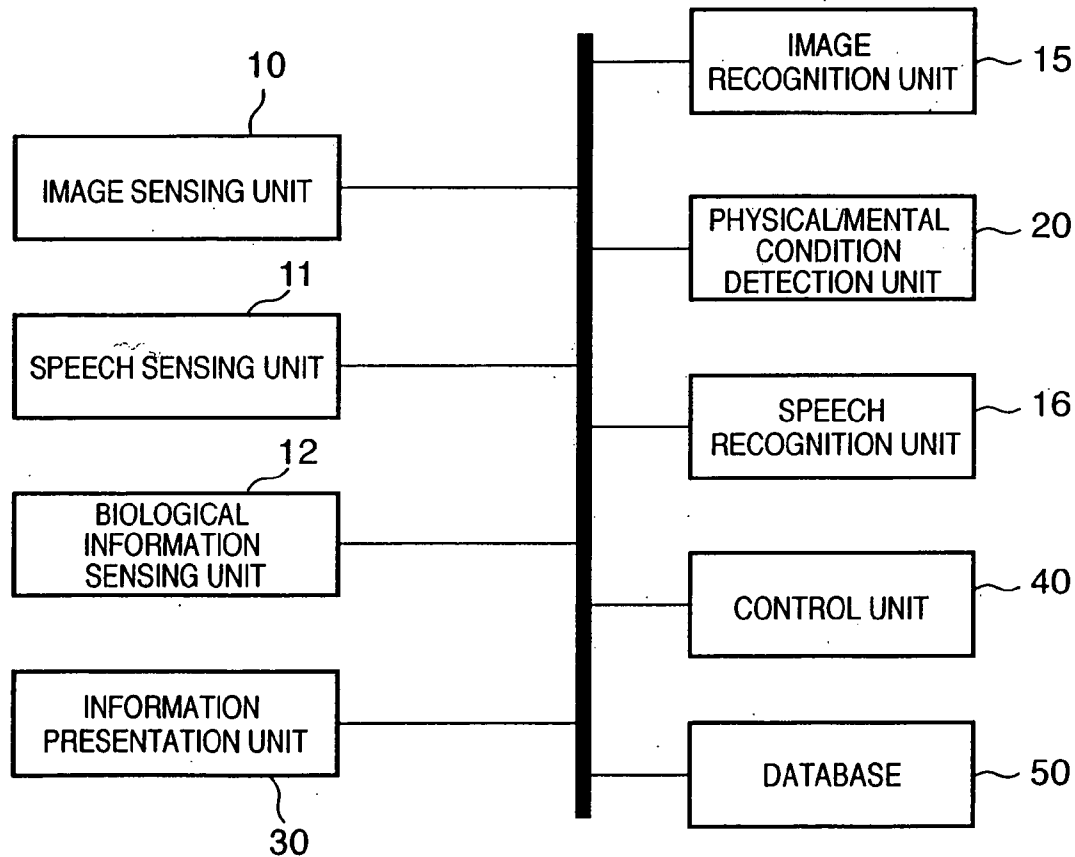 10
IMAGE SENSING UNIT
11
SPEECH SENSING UNIT
12
BIOLOGICAL
INFORMATION
SENSING UNIT
INFORMATION
PRESENTATION UNIT
30
IMAGE
RECOGNITION UNIT
15
PHYSICAL/MENTAL
CONDITION
DETECTION UNIT
20
SPEECH
RECOGNITION UNIT
16
CONTROL UNIT
40
DATABASE
50